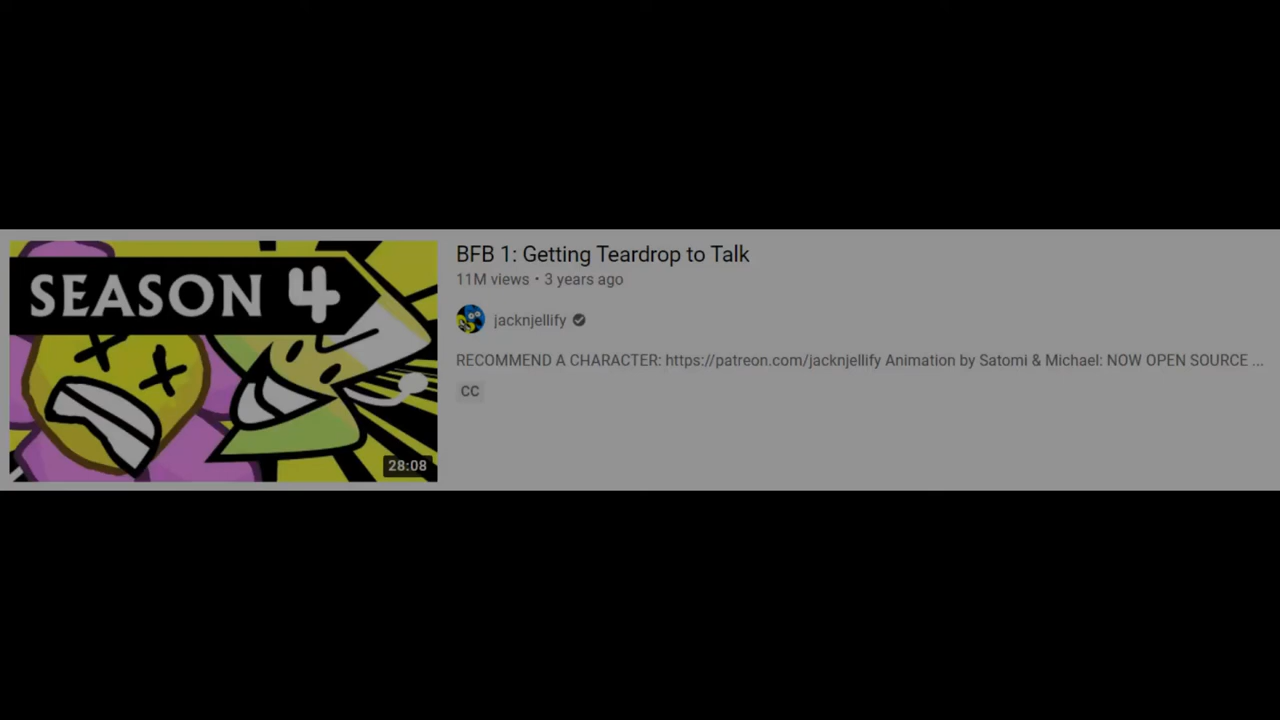 SEASON 4
28:08
BFB 1: Getting Teardrop to Talk
11M views • 3 years ago
jacknjellify
RECOMMEND A CHARACTER: https://patreon.com/jacknjellify Animation by Satomi & Michael: NOW OPEN SOURCE ...
CC